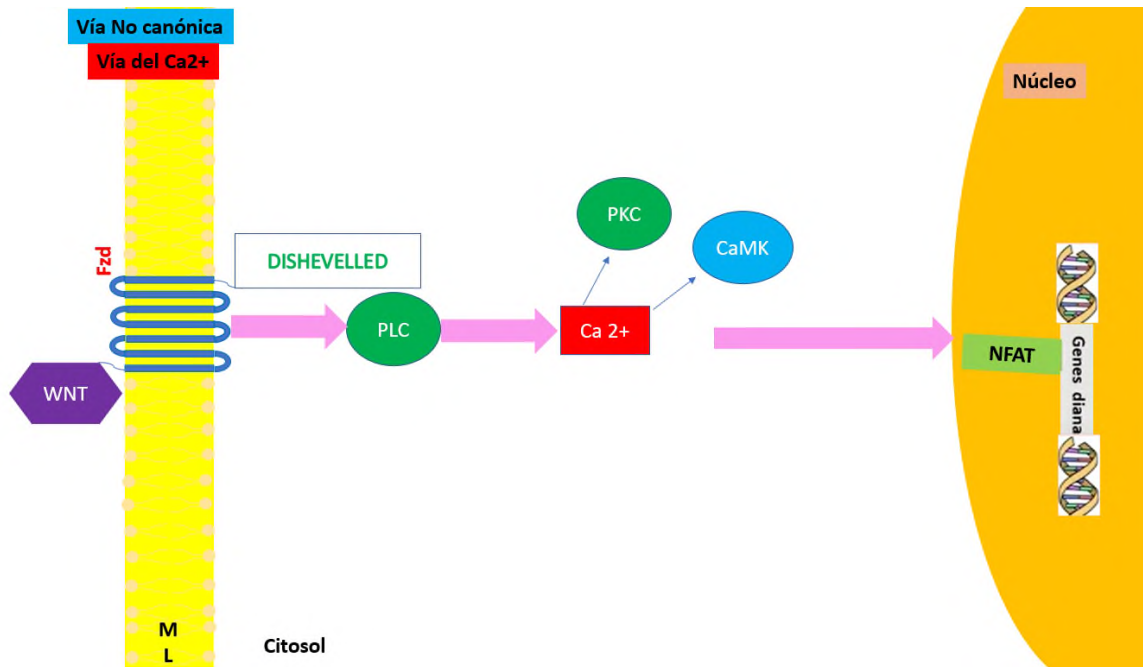 Vía No canónica
Vía del Ca2+
Núcleo
PKC
CaMK
Fzd
DISHEVELLED
PLC
Ca 2+
NFAT
Genes diana
WNT
M
L
Citosol